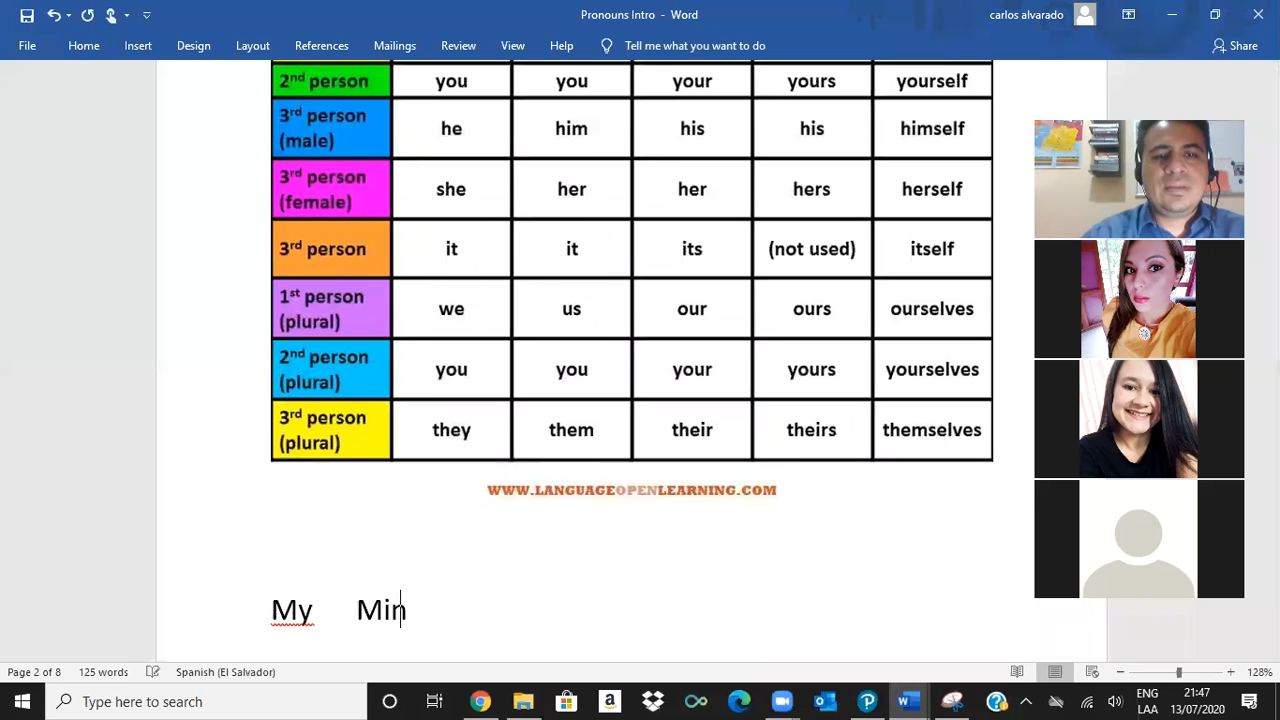 Pronouns Intro - Word
carlos alvarado
File Home Insert Design Layout References Mailings Review View Help Tell me what you want to do Share
2nd person you you your yours yourself
3rd person (male) he him his his himself
3rd person (female) she her her hers herself
3rd person it it its (not used) itself
1st person (plural) we us our ours ourselves
2nd person (plural) you you your yours yourselves
3rd person (plural) they them their theirs themselves
WWW.LANGUAGEOPENLEARNING.COM
My Min
Page 2 of 8 125 words Spanish (El Salvador) 128%
Type here to search
ENG 21:47
LAA 13/07/2020